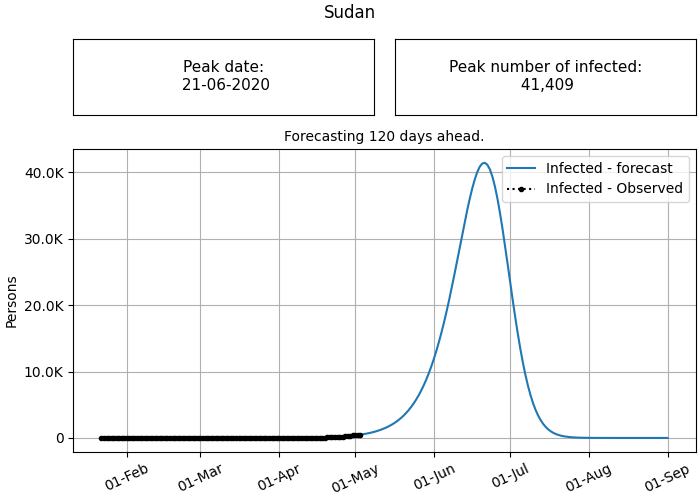 Sudan
Peak date:
21-06-2020
Peak number of infected:
41,409
Forecasting 120 days ahead.
Infected - forecast
Infected - Observed
40.0K
30.0K
20.0K
10.0K
0
Persons
01-Feb
01-Mar
01-Apr
01-May
01-Jun
01-Jul
01-Aug
01-Sep